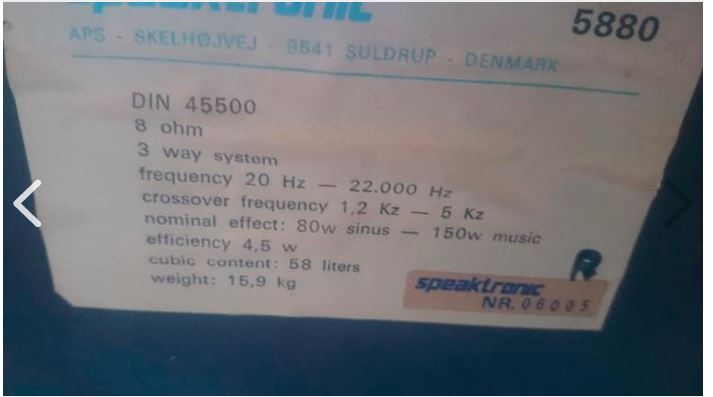 speaktronic
5880
APS - SKELHØJVEJ - 9541 SULDRUP - DENMARK
DIN 45500
8 ohm
3 way system
frequency 20 Hz — 22.000 Hz
crossover frequency 1,2 Kz — 5 Kz
nominal effect: 80w sinus — 150w music
efficiency 4,5 w
cubic content: 58 liters
weight: 15,9 kg
R
speaktronic
NR. 06005